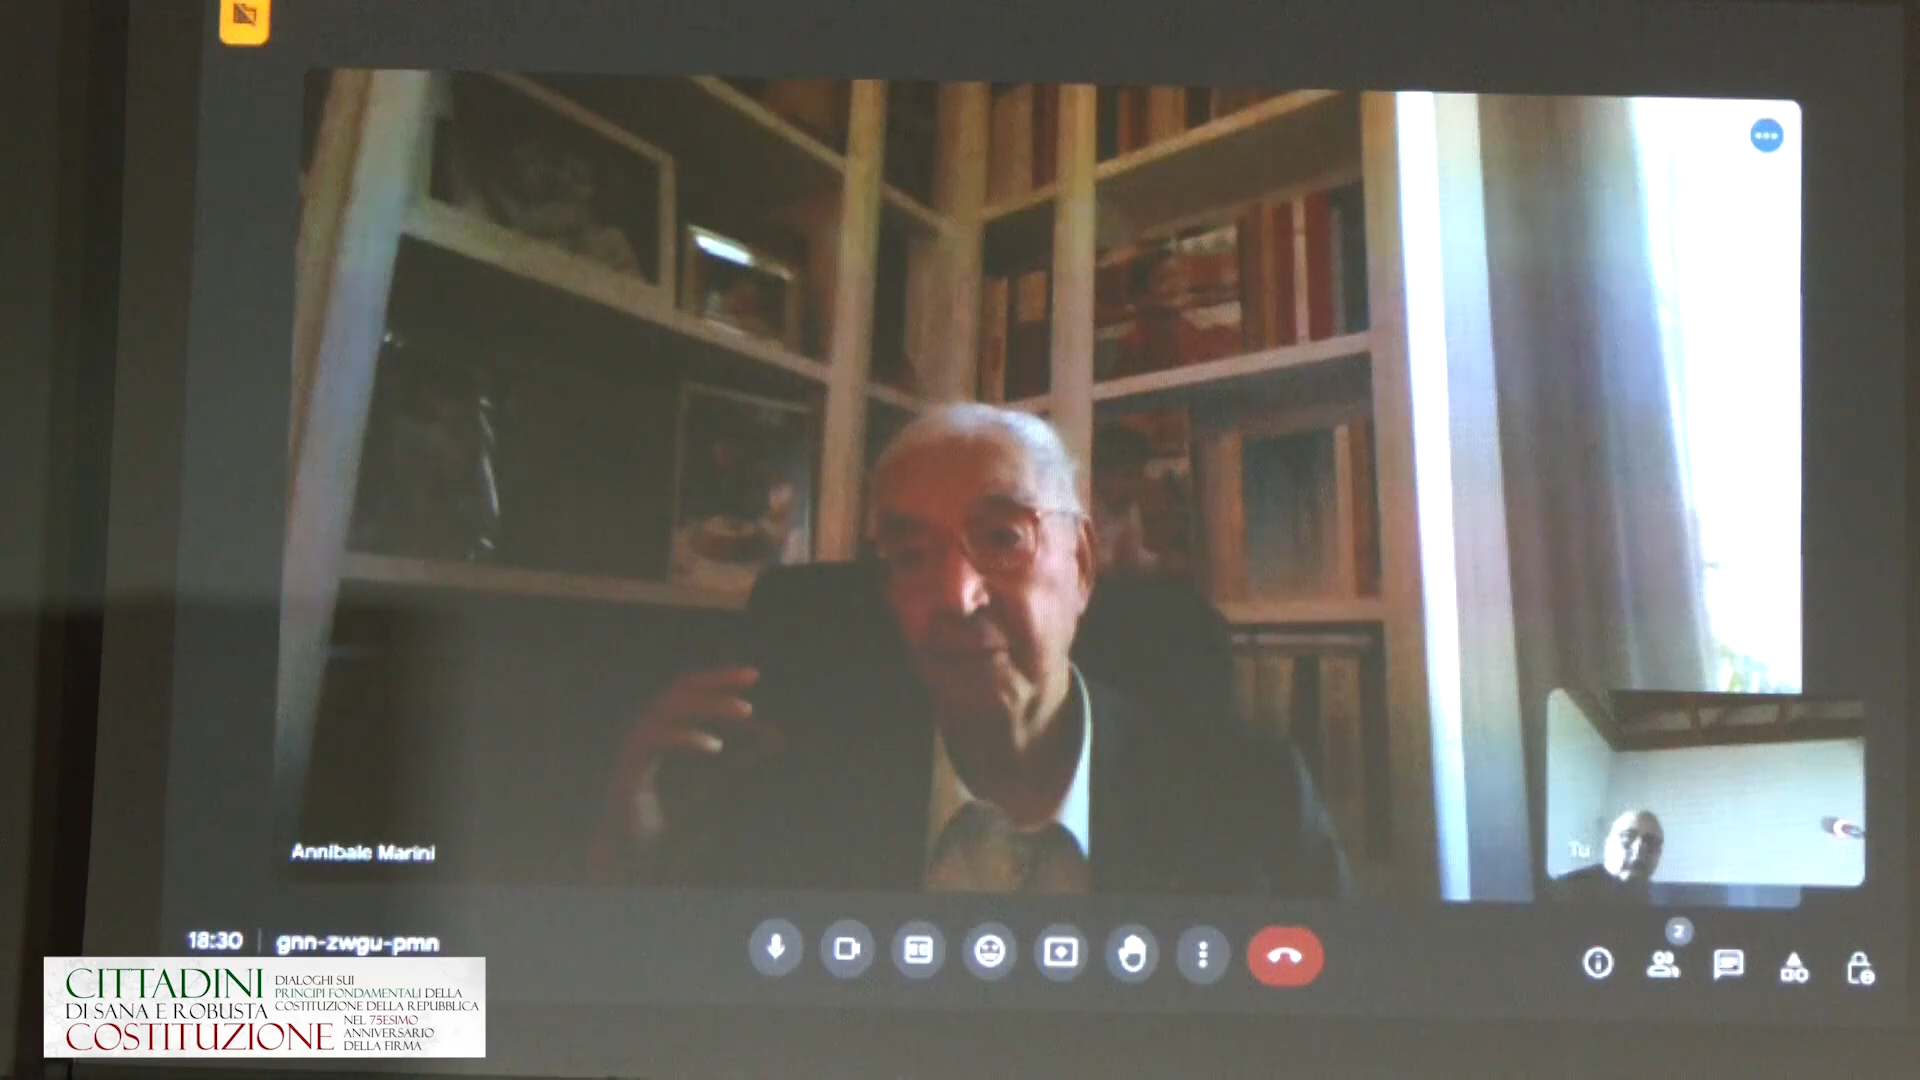 Annibale Marini
Tu
2
18:30 | gnn-zwgu-pmn
CITTADINI
DI SANA E ROBUSTA
COSTITUZIONE
DIALOGHI SUI
PRINCIPI FONDAMENTALI DELLA
COSTITUZIONE DELLA REPUBBLICA
NEL 75ESIMO
ANNIVERSARIO
DELLA FIRMA